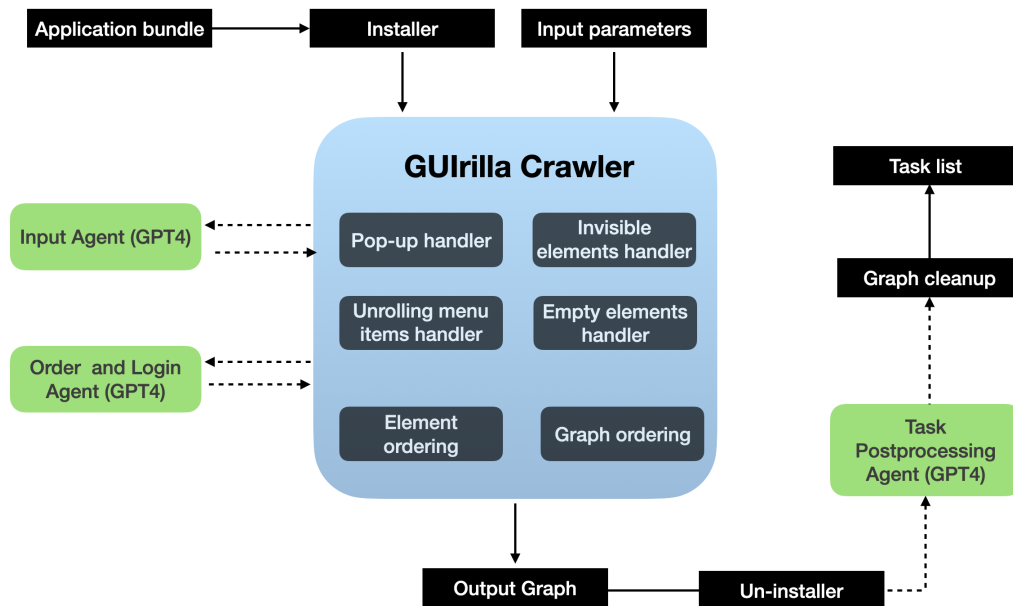 Application bundle
Installer
Input parameters
GUIrilla Crawler
Pop-up handler
Invisible
elements handler
Unrolling menu
items handler
Empty elements
handler
Element
ordering
Graph ordering
Input Agent (GPT4)
Order and Login
Agent (GPT4)
Task list
Graph cleanup
Task
Postprocessing
Agent (GPT4)
Output Graph
Un-installer